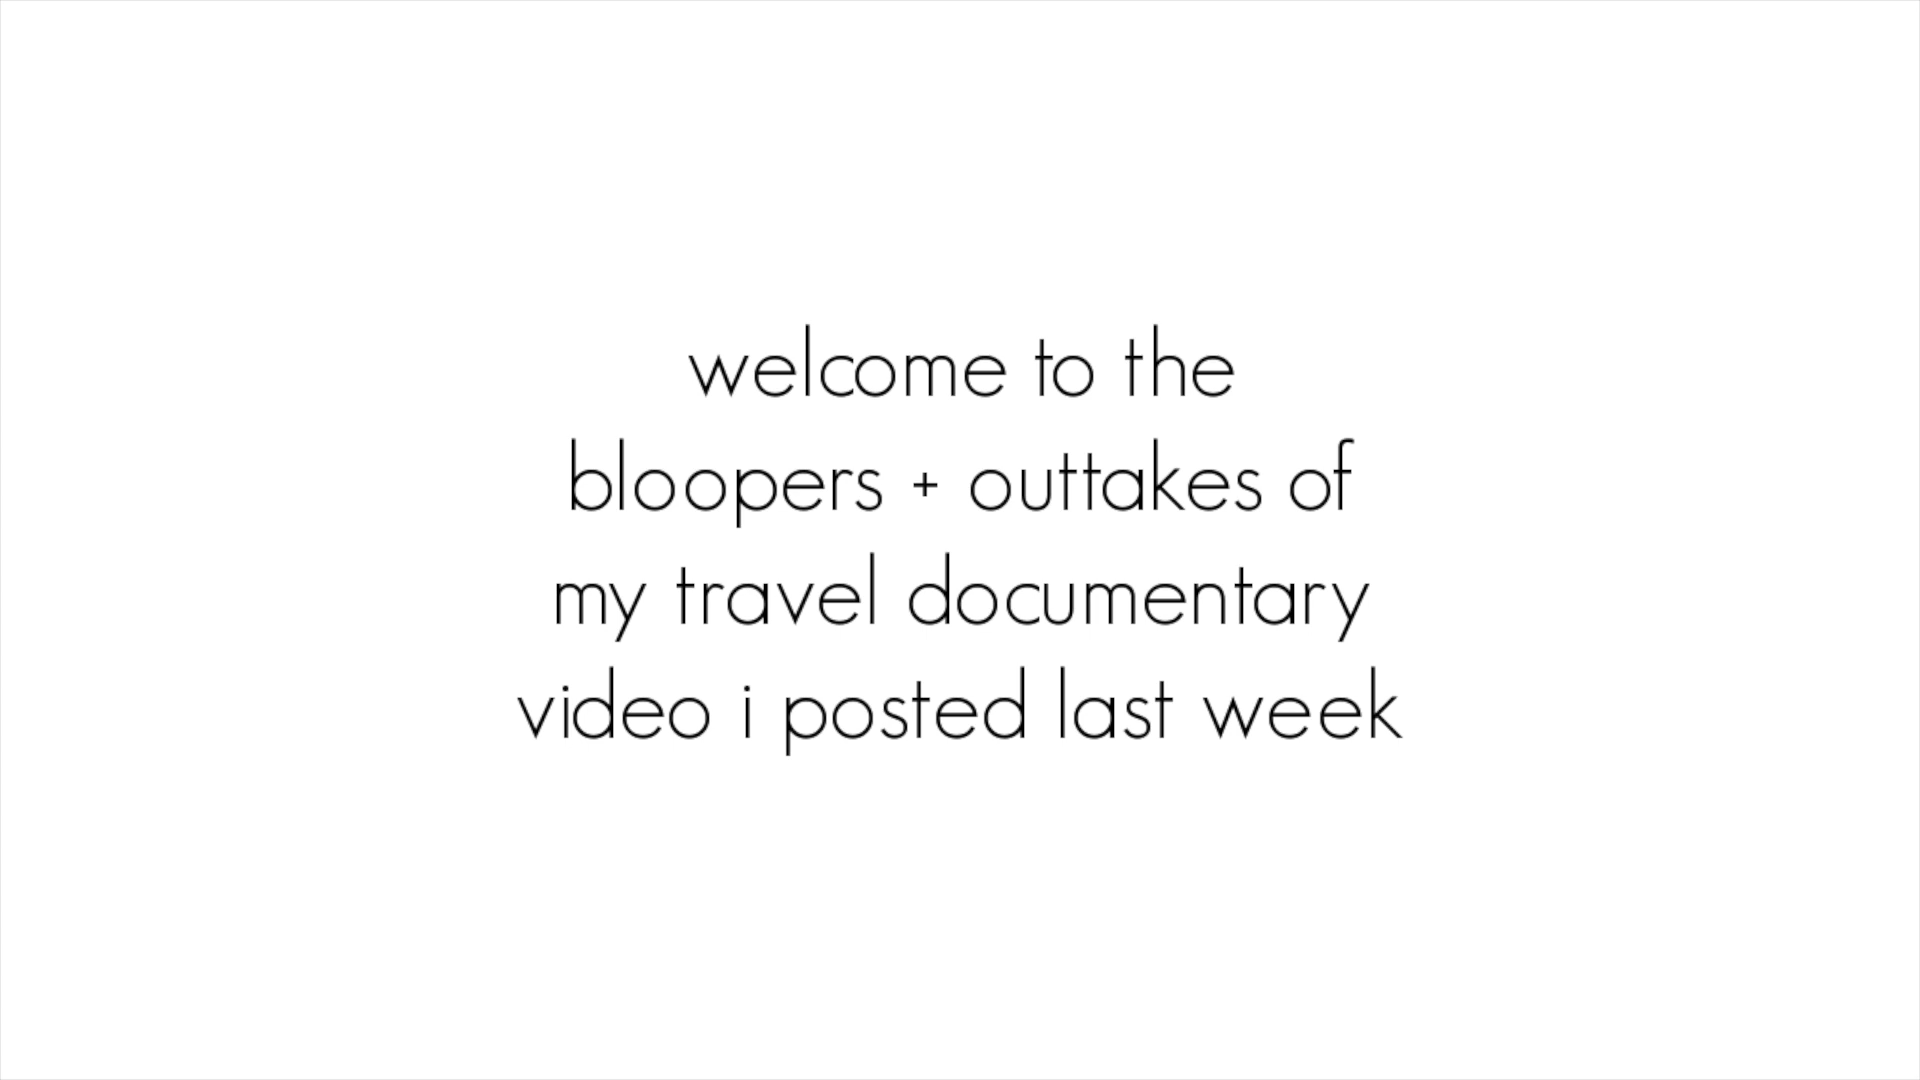 welcome to the
bloopers + outtakes of
my travel documentary
video i posted last week